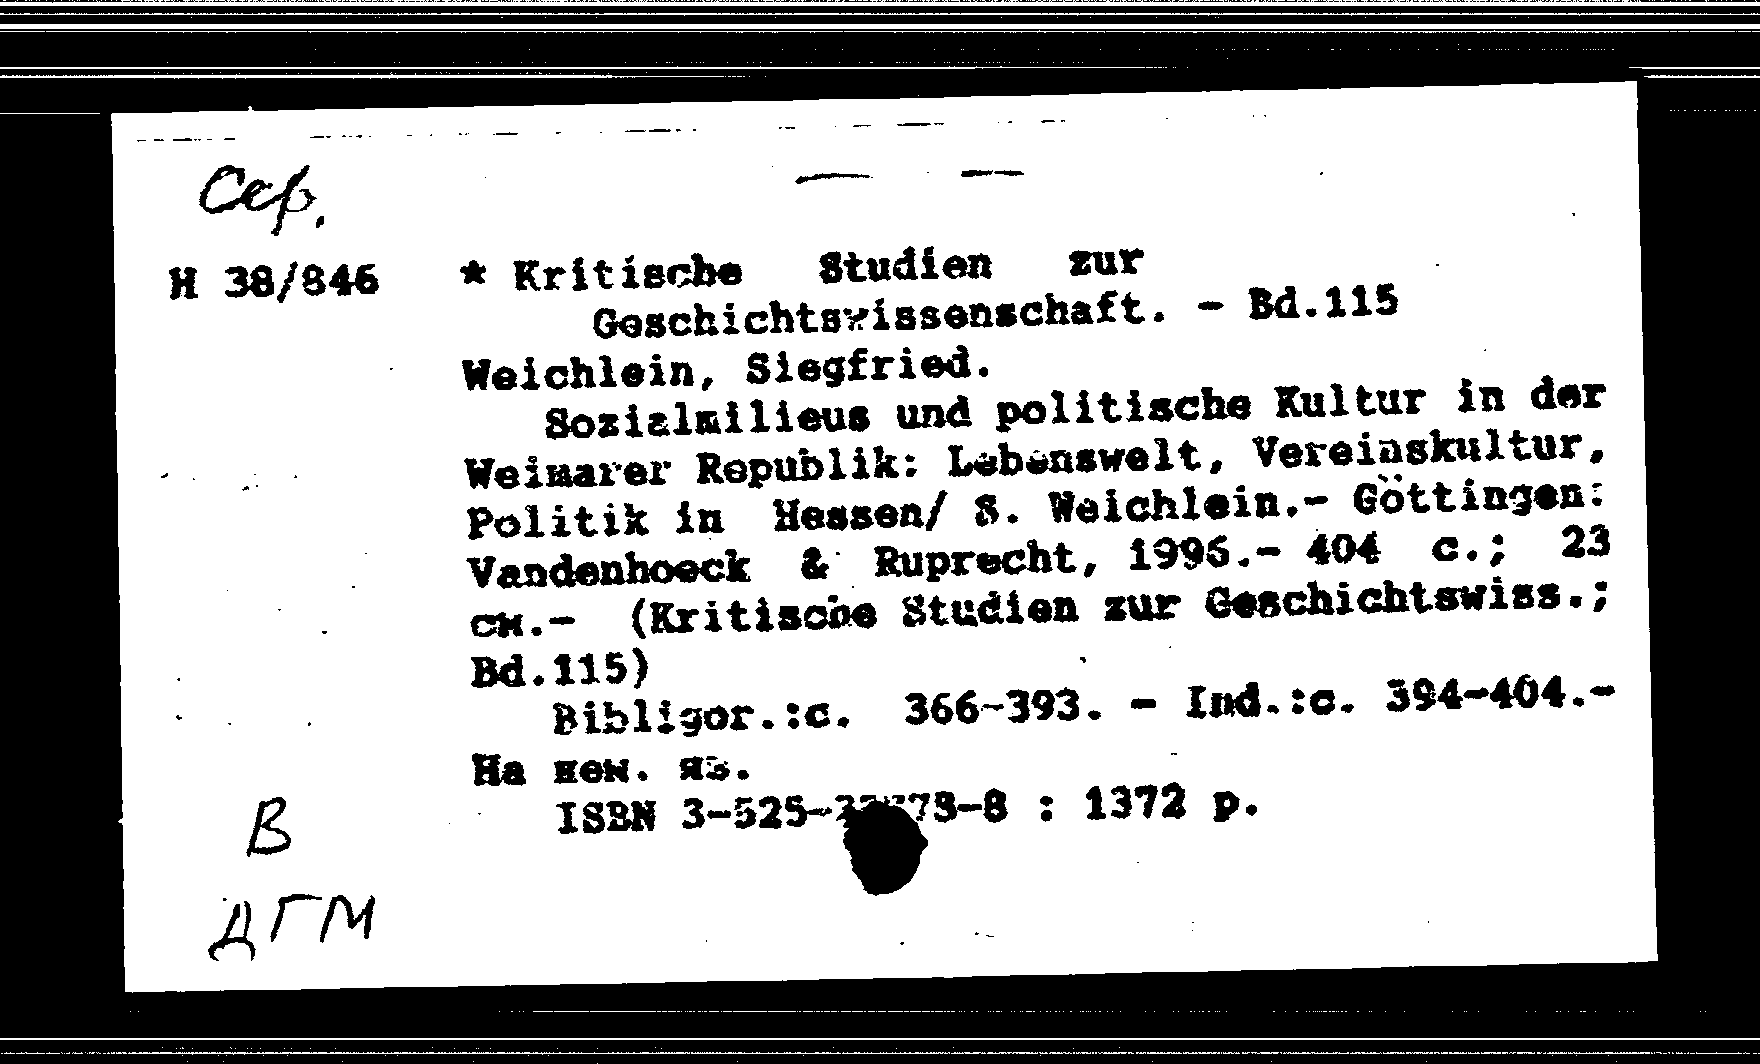 Сер.
H 38/846 * Kritische Studien zur
Geschichtswissenschaft. - Bd.115
Weichlein, Siegfried.
Sozialmilieus und politische Kultur in der
Weimarer Republik: Lebenswelt, Vereinskultur,
Politik in Hessen/ S. Weichlein.- Göttingen:
Vandenhoeck & Ruprecht, 1996.- 404 с.; 23
см.- (Kritische Studien zur Geschichtswiss.;
Bd.115)
Bibligor.:с. 366-393. - Ind.:с. 394-404.-
На нем. яз.
ISBN : 1372 р.
В
ДГМ